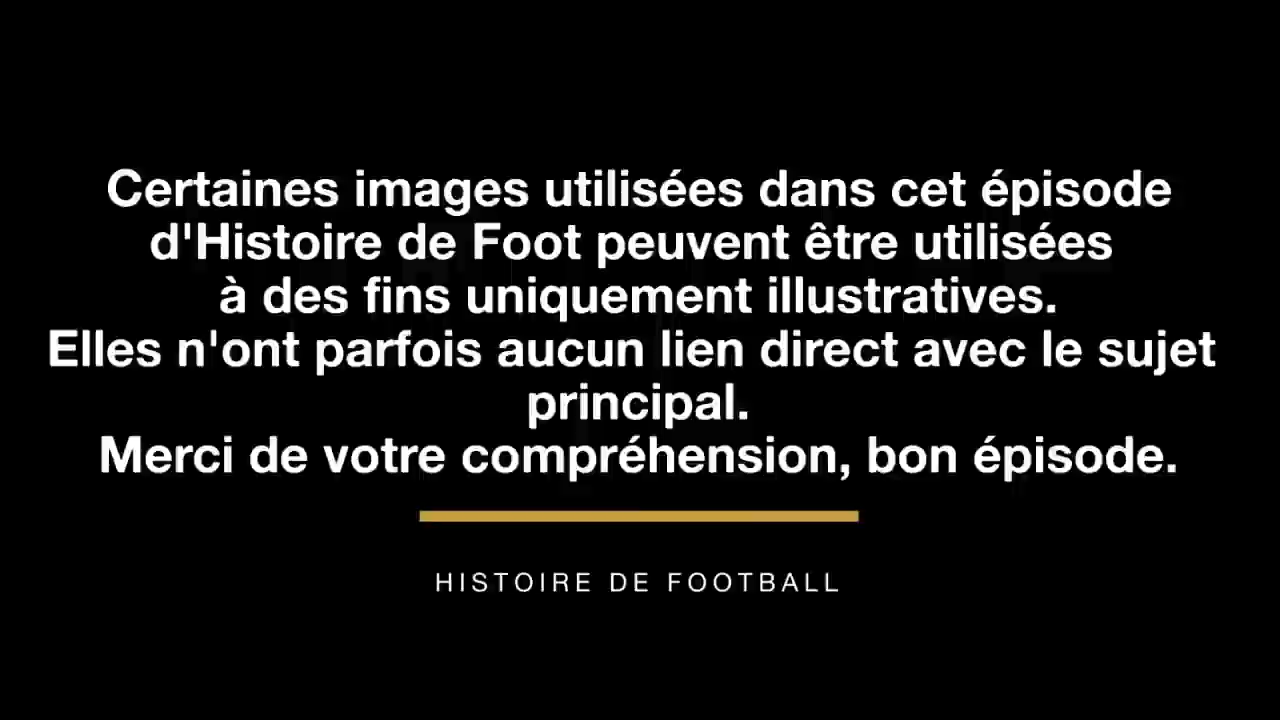 Certaines images utilisées dans cet épisode
d'Histoire de Foot peuvent être utilisées
à des fins uniquement illustratives.
Elles n'ont parfois aucun lien direct avec le sujet
principal.
Merci de votre compréhension, bon épisode.
HISTOIRE DE FOOTBALL